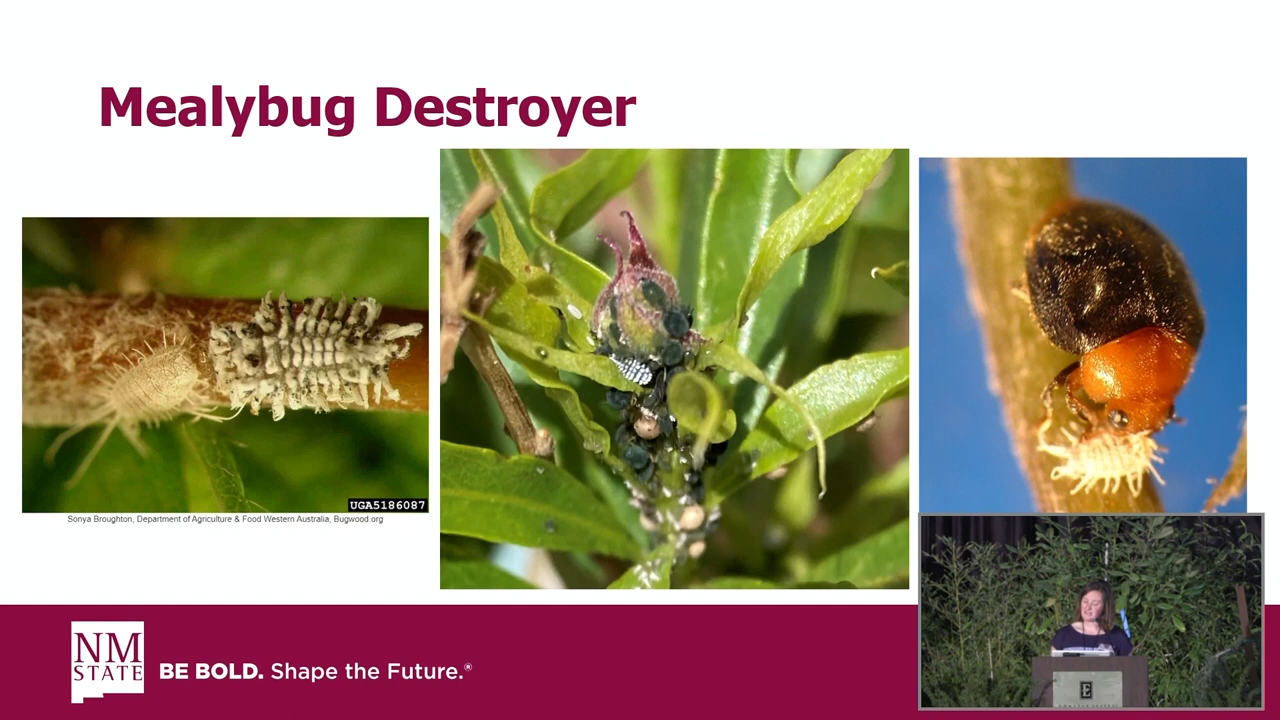 Mealybug Destroyer
UGA5186087
Sonya Broughton, Department of Agriculture & Food Western Australia, Bugwood.org
NM
STATE
BE BOLD. Shape the Future.®
E